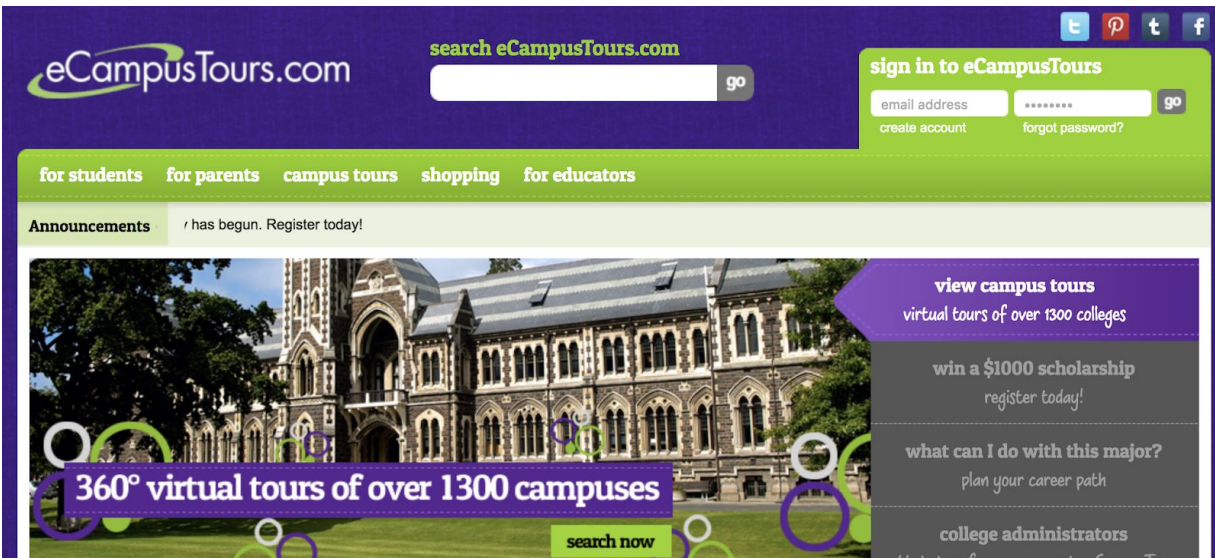 eCampusTours.com
search eCampusTours.com
go
sign in to eCampusTours
email address
go
create account forgot password?
for students for parents campus tours shopping for educators
Announcements has begun. Register today!
view campus tours
virtual tours of over 1300 colleges
win a $1000 scholarship
register today!
what can I do with this major?
plan your career path
college administrators
360° virtual tours of over 1300 campuses
search now